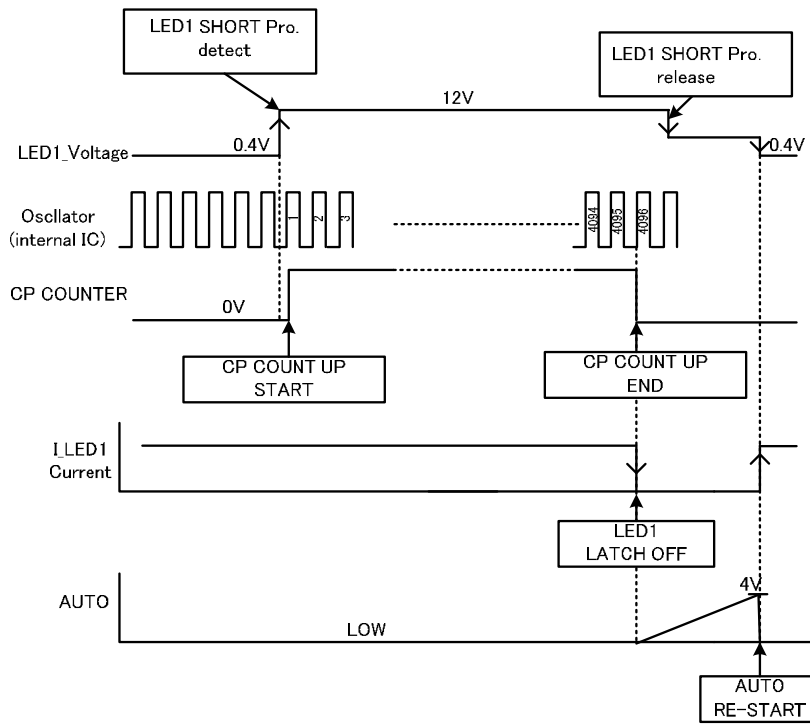 LED1 SHORT Pro.
detect
LED1 SHORT Pro.
release
12V
LED1_Voltage
0.4V
0.4V
Oscllator
(internal IC)
1
2
3
4094
4095
4096
CP COUNTER
0V
CP COUNT UP
START
CP COUNT UP
END
I_LED1
Current
LED1
LATCH OFF
AUTO
LOW
4V
AUTO
RE-START